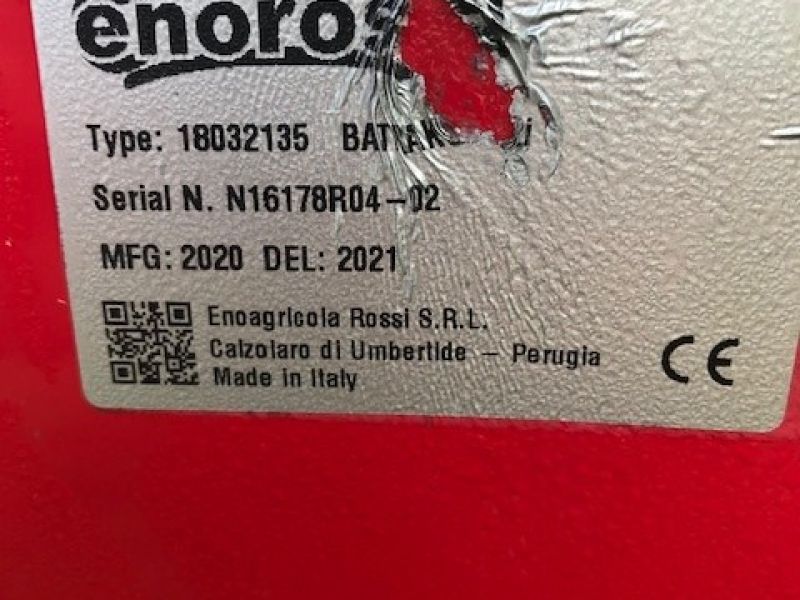 enoros
Type: 18032135
Serial N. N16178R04-02
MFG: 2020 DEL: 2021
Enoagricola Rossi S.R.L.
Calzolaro di Umbertide - Perugia
Made in Italy
CE